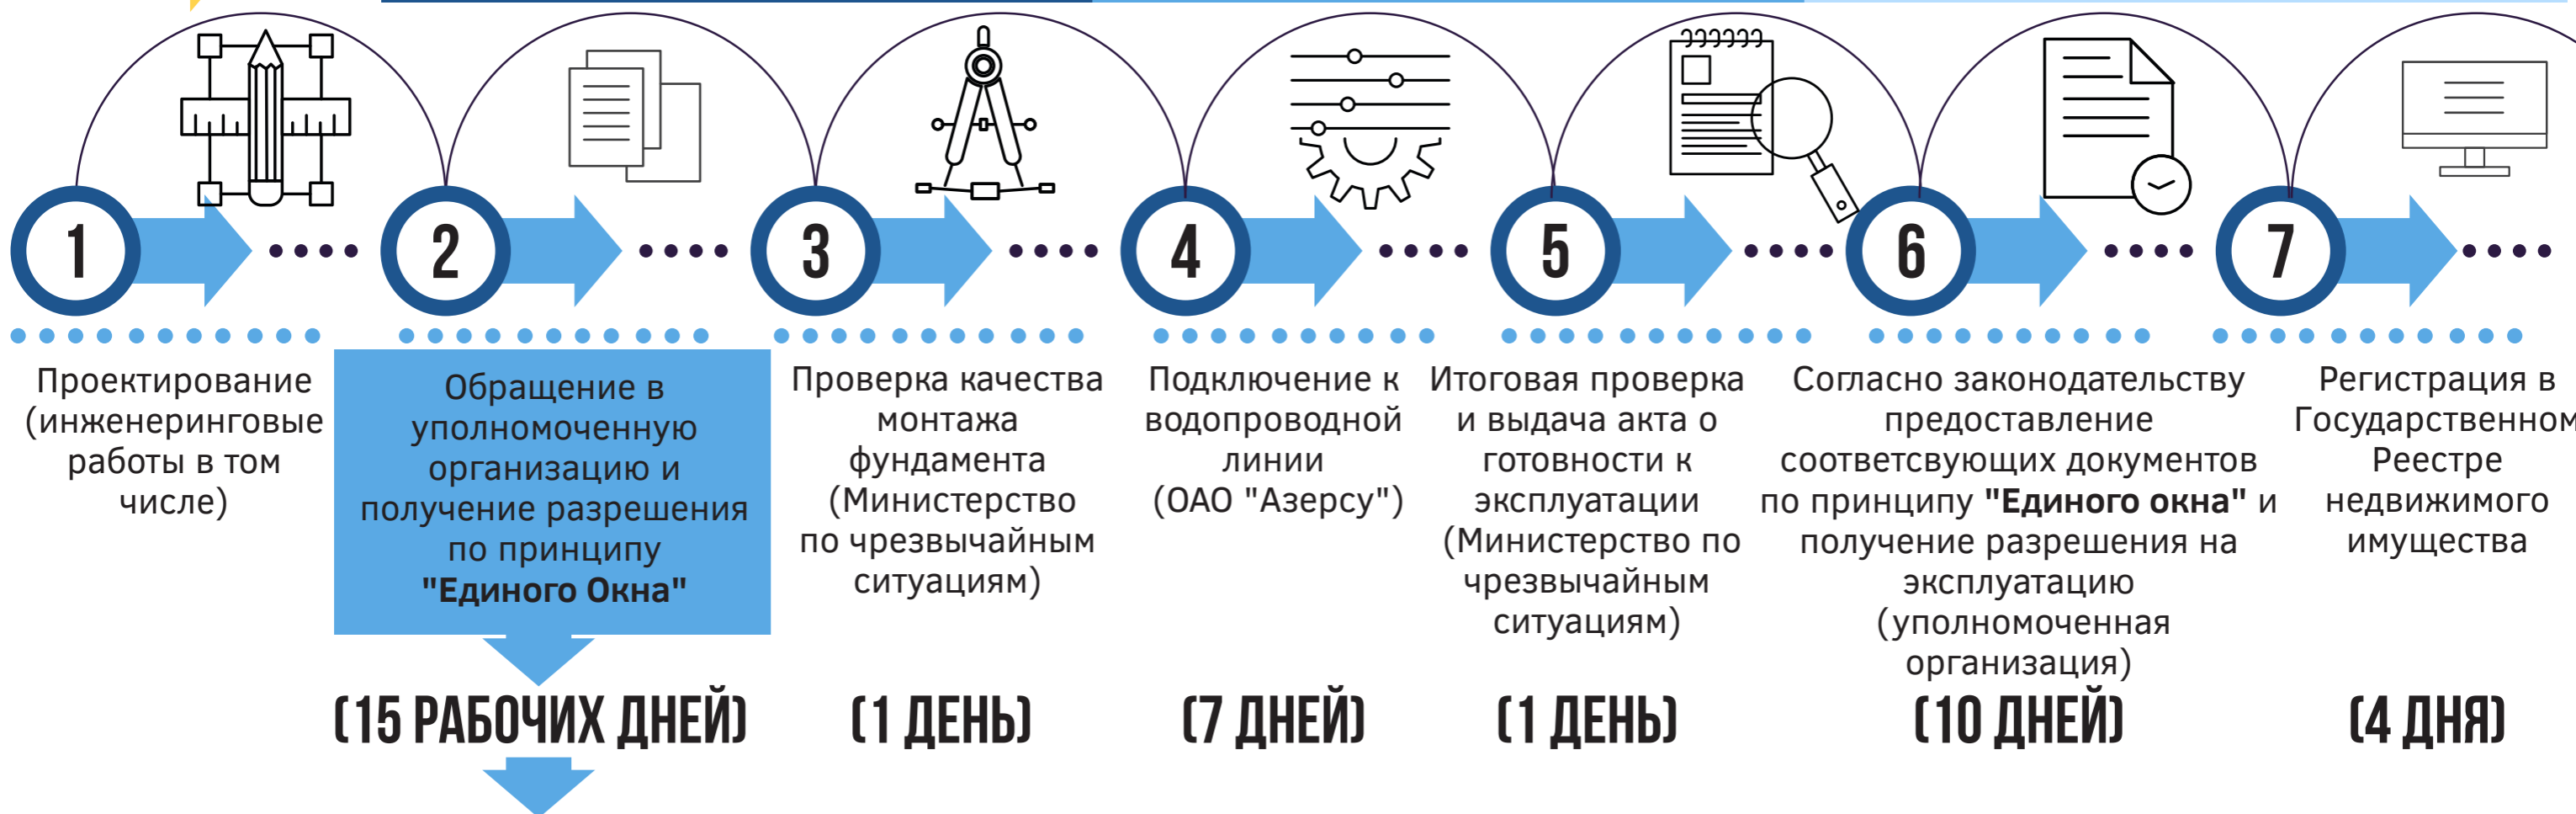 1
2
3
4
5
6
7
Проектирование
(инженеринговые
работы в том
числе)
Обращение в
уполномоченную
организацию и
получение разрешения
по принципу
"Единого Окна"
(15 РАБОЧИХ ДНЕЙ)
Проверка качества
монтажа
фундамента
(Министерство
по чрезвычайным
ситуациям)
(1 ДЕНЬ)
Подключение к
водопроводной
линии
(ОАО "Азерсу")
(7 ДНЕЙ)
Итоговая проверка
и выдача акта о
готовности к
эксплуатации
(Министерство по
чрезвычайным
ситуациям)
(1 ДЕНЬ)
Согласно законодательству
предоставление
соответсвующих документов
по принципу "Единого окна" и
получение разрешения на
эксплуатацию
(уполномоченная
организация)
(10 ДНЕЙ)
Регистрация в
Государственном
Реестре
недвижимого
имущества
(4 ДНЯ)